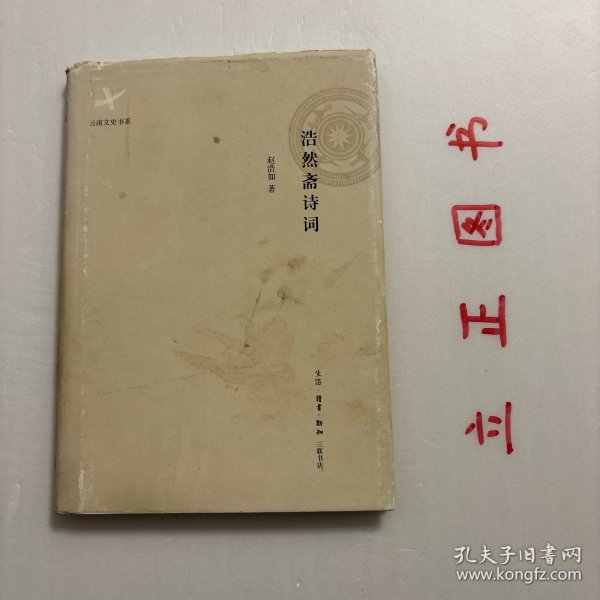 云南文史书系
浩然斋诗词
赵浩如 著
生活·讀書·新知 三联书店
立正图书
孔夫子旧书网
www.kongfz.com